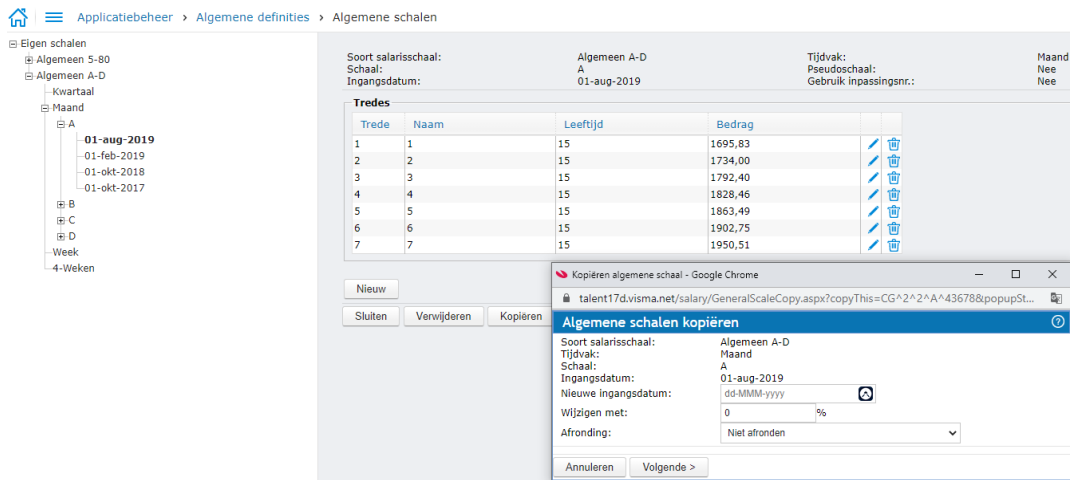 Applicatiebeheer › Algemene definities › Algemene schalen
Eigen schalen
Algemeen 5-80
Algemeen A-D
Kwartaal
Maand
A
01-aug-2019
01-feb-2019
01-okt-2018
01-okt-2017
B
C
D
Week
4-Weken
Soort salarisschaal: Algemeen A-D Tijdvak: Maand
Schaal: A Pseudoschaal: Nee
Ingangsdatum: 01-aug-2019 Gebruik inpassingsnr.: Nee
Tredes
Trede Naam Leeftijd Bedrag
1 1 15 1695,83
2 2 15 1734,00
3 3 15 1792,40
4 4 15 1828,46
5 5 15 1863,49
6 6 15 1902,75
7 7 15 1950,51
Nieuw
Sluiten Verwijderen Kopiëren
Kopiëren algemene schaal - Google Chrome
talent17d.visma.net/salary/GeneralScaleCopy.aspx?copyThis=CG^2^2^A^43678&popupSt...
Algemene schalen kopiëren
Soort salarisschaal: Algemeen A-D
Tijdvak: Maand
Schaal: A
Ingangsdatum: 01-aug-2019
Nieuwe ingangsdatum: dd-MMM-yyyy
Wijzigen met: 0 %
Afronding: Niet afronden
Annuleren Volgende >